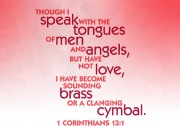 THOUGH I
speak WITH THE
tongues
OF men
AND angels,
BUT HAVE
NOT love,
I HAVE BECOME
SOUNDING
brass
OR A CLANGING
cymbal.
1 CORINTHIANS 13:1